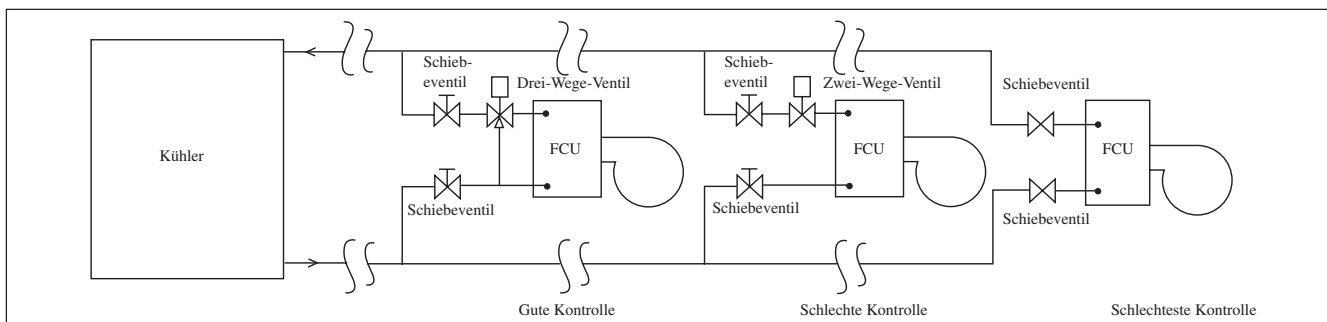 Kühler
Schieb-
eventil
Drei-Wege-Ventil
FCU
Schiebeventil
Gute Kontrolle
Schieb-
eventil
Zwei-Wege-Ventil
FCU
Schiebeventil
Schlechte Kontrolle
Schiebeventil
FCU
Schiebeventil
Schlechteste Kontrolle